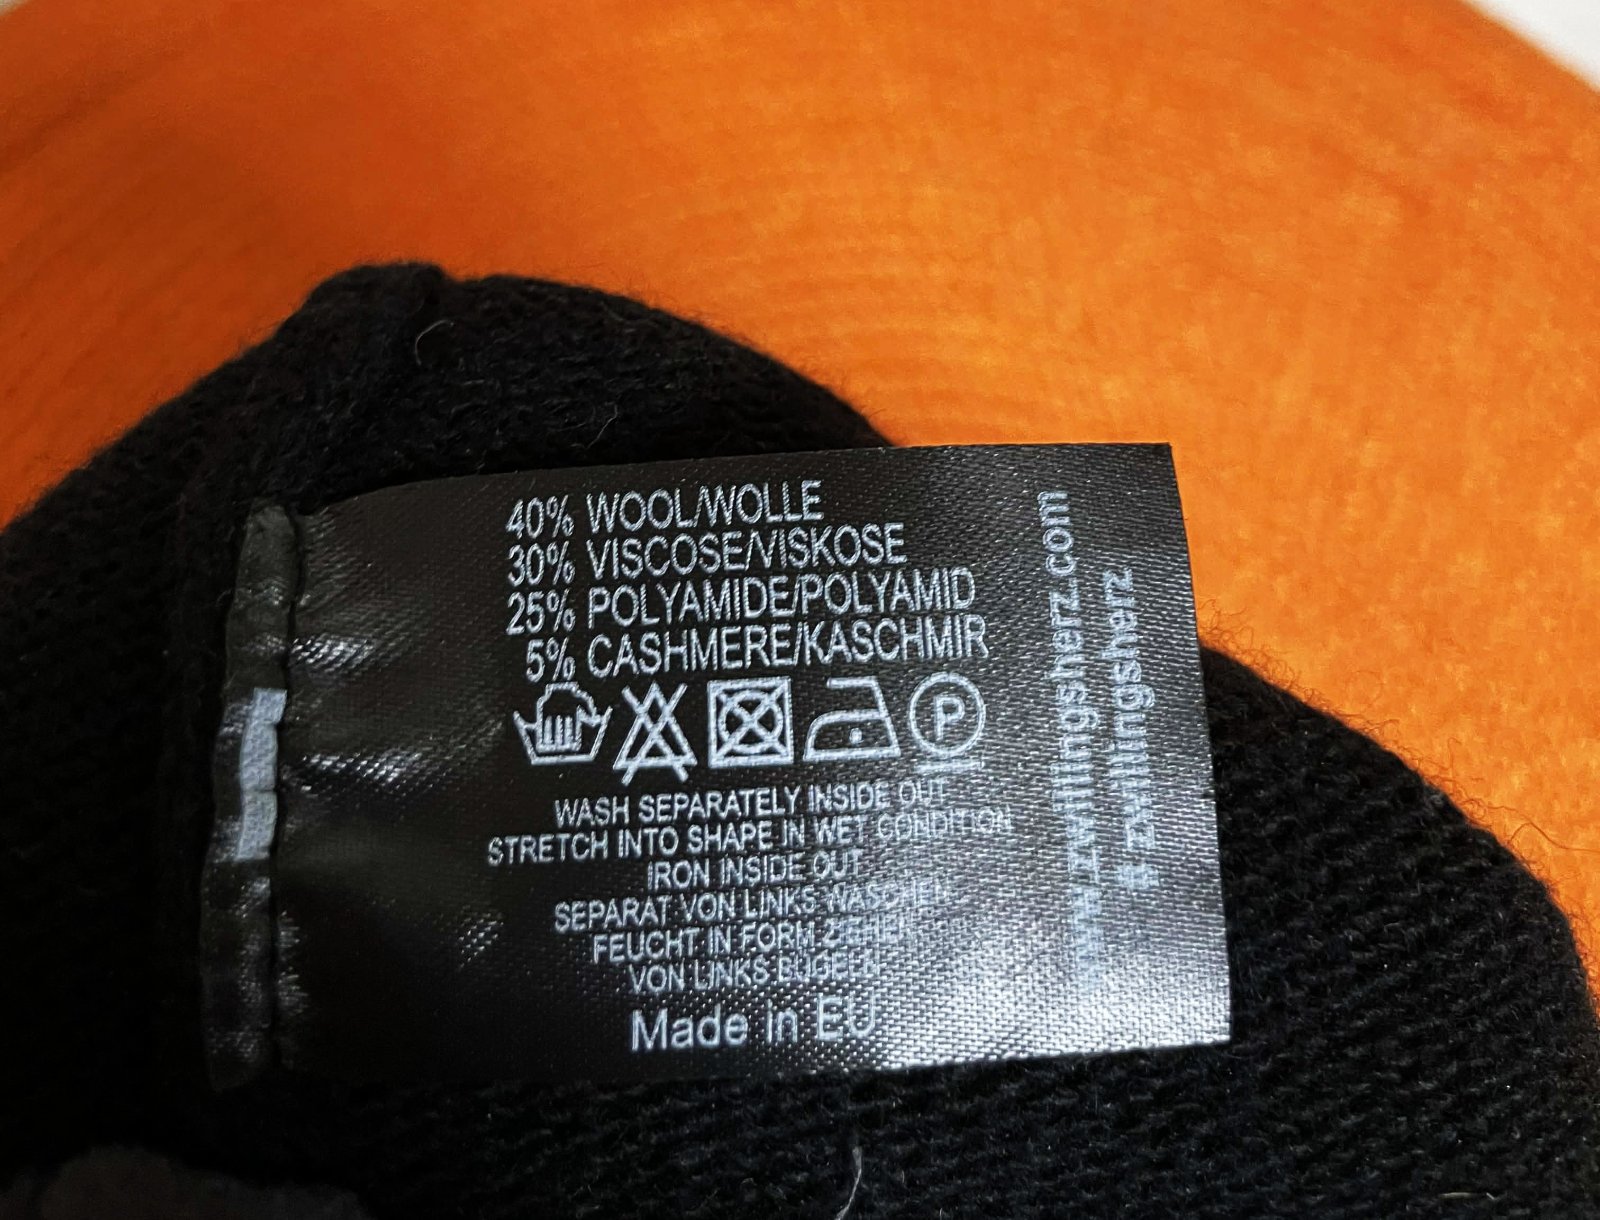 40% WOOL/WOLLE
30% VISCOSE/VISKOSE
25% POLYAMIDE/POLYAMID
5% CASHMERE/KASCHMIR
P
WASH SEPARATELY INSIDE OUT
STRETCH INTO SHAPE IN WET CONDITION
IRON INSIDE OUT
SEPARAT VON LINKS WASCHEN
FEUCHT IN FORM ZIEHEN
VON LINKS BÜGELN
Made in EU
www.zwillingsherz.com
# zwillingsherz